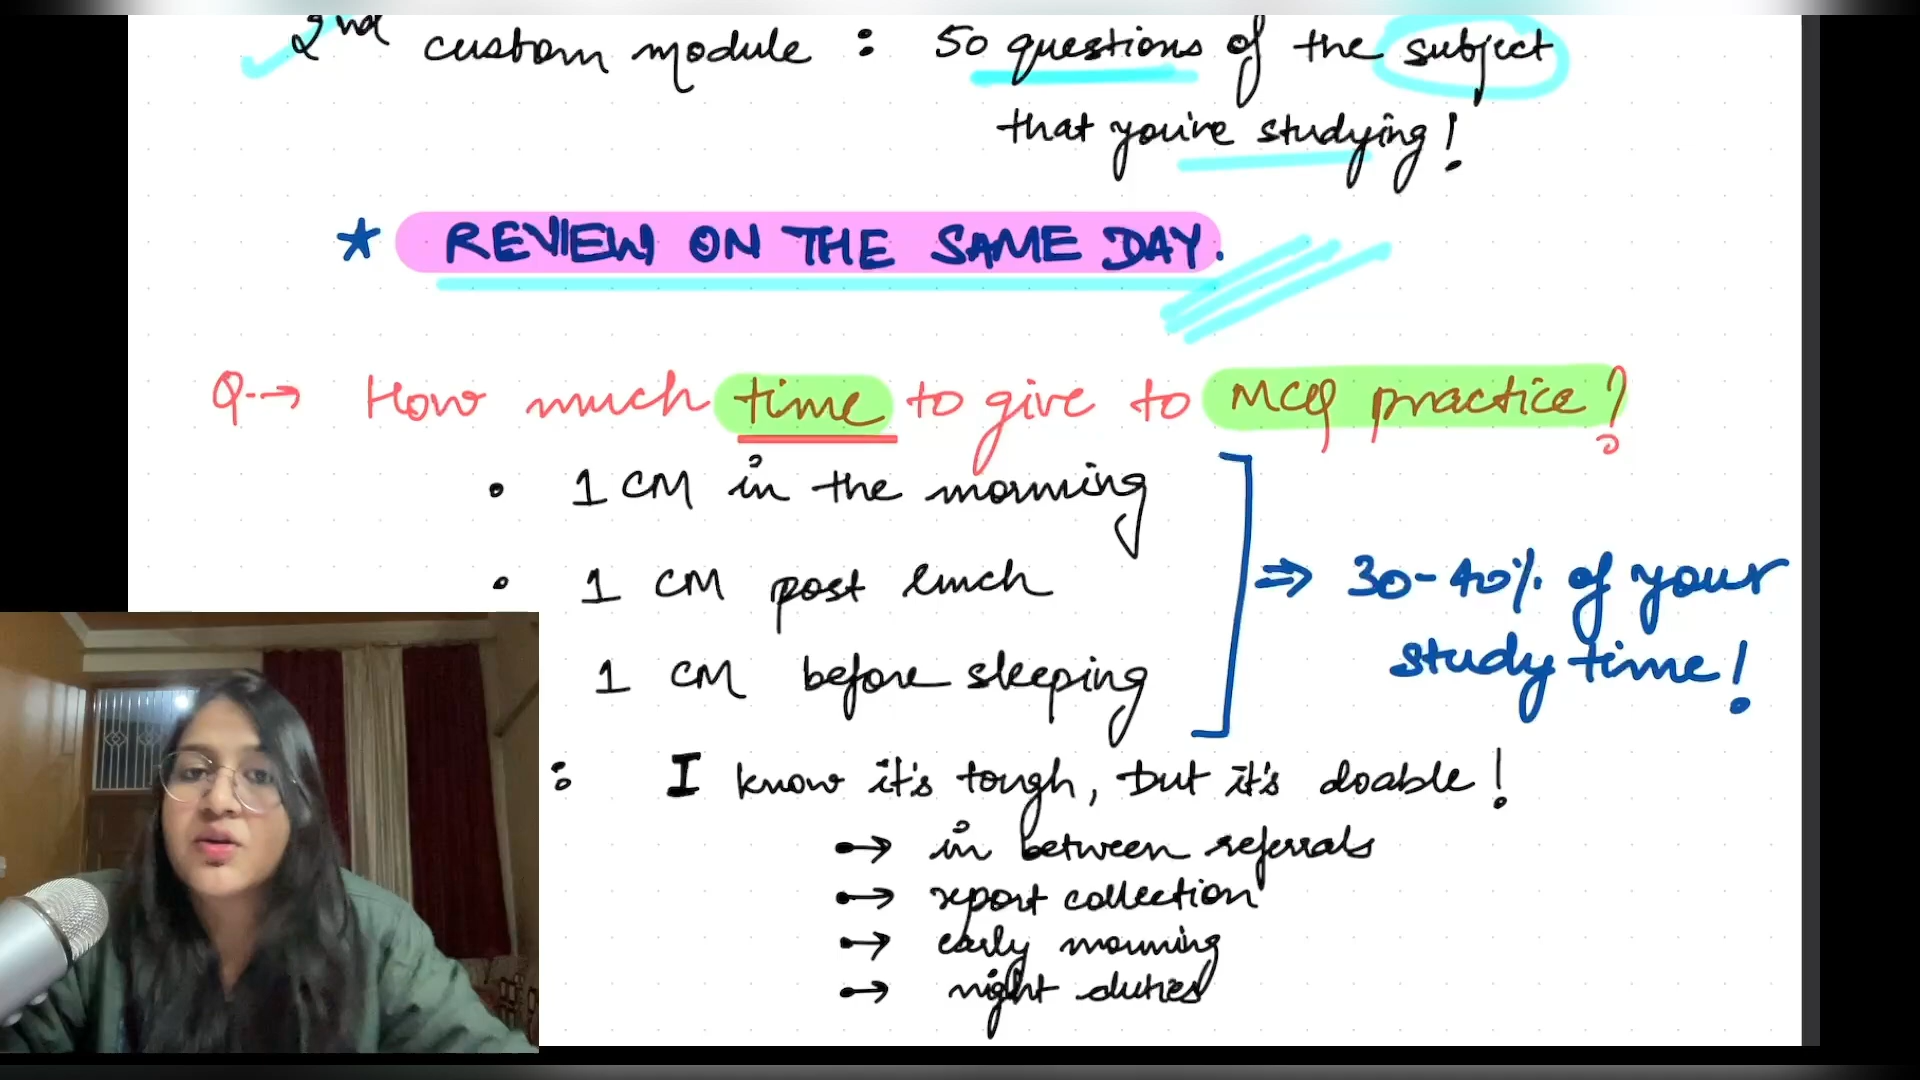 2nd custom module : 50 questions of the subject
that you're studying!
★ REVIEW ON THE SAME DAY.
Q→ How much time to give to MCQ practice?
• 1 CM in the morning
• 1 CM post lunch
1 CM before sleeping
⇒ 30-40% of your
study time!
: I know it's tough, but it's doable!
→ in between referrals
→ report collection
→ early morning
→ night duties